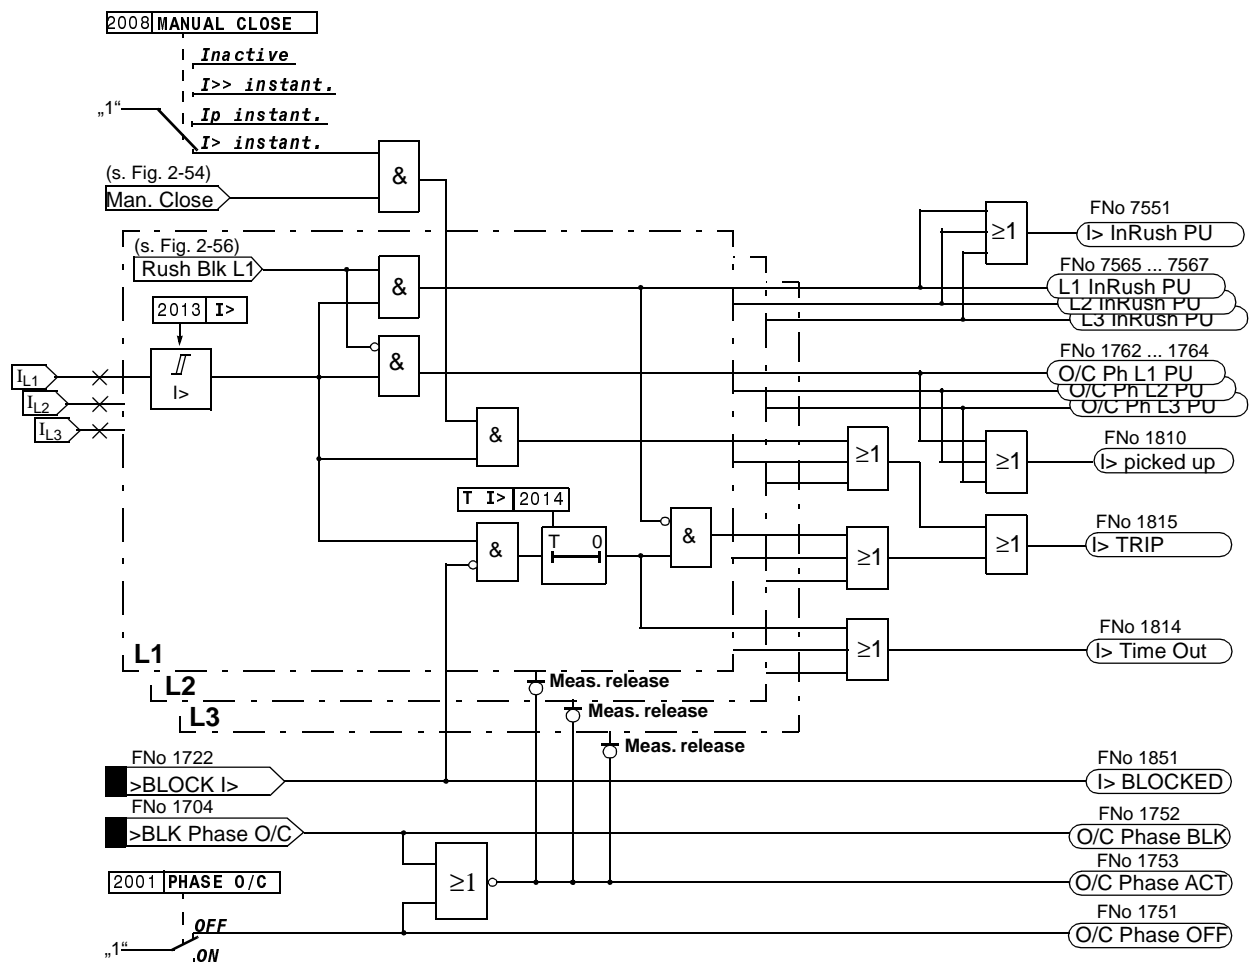 2008 MANUAL CLOSE
Inactive
I>> instant.
„1“
Ip instant.
I> instant.
(s. Fig. 2-54)
Man. Close
&
(s. Fig. 2-56)
Rush Blk L1
&
2013 I>
I>
&
IL1
IL2
IL3
&
T I> 2014
&
T 0
&
≥1
FNo 7551
I> InRush PU
FNo 7565 ... 7567
L1 InRush PU
L2 InRush PU
L3 InRush PU
FNo 1762 ... 1764
O/C Ph L1 PU
O/C Ph L2 PU
O/C Ph L3 PU
FNo 1810
≥1
≥1
I> picked up
FNo 1815
≥1
≥1
I> TRIP
FNo 1814
≥1
I> Time Out
L1
L2
L3
Meas. release
Meas. release
Meas. release
FNo 1722
>BLOCK I>
FNo 1851
I> BLOCKED
FNo 1704
>BLK Phase O/C
FNo 1752
O/C Phase BLK
≥1
FNo 1753
O/C Phase ACT
2001 PHASE O/C
FNo 1751
O/C Phase OFF
OFF
„1“
ON